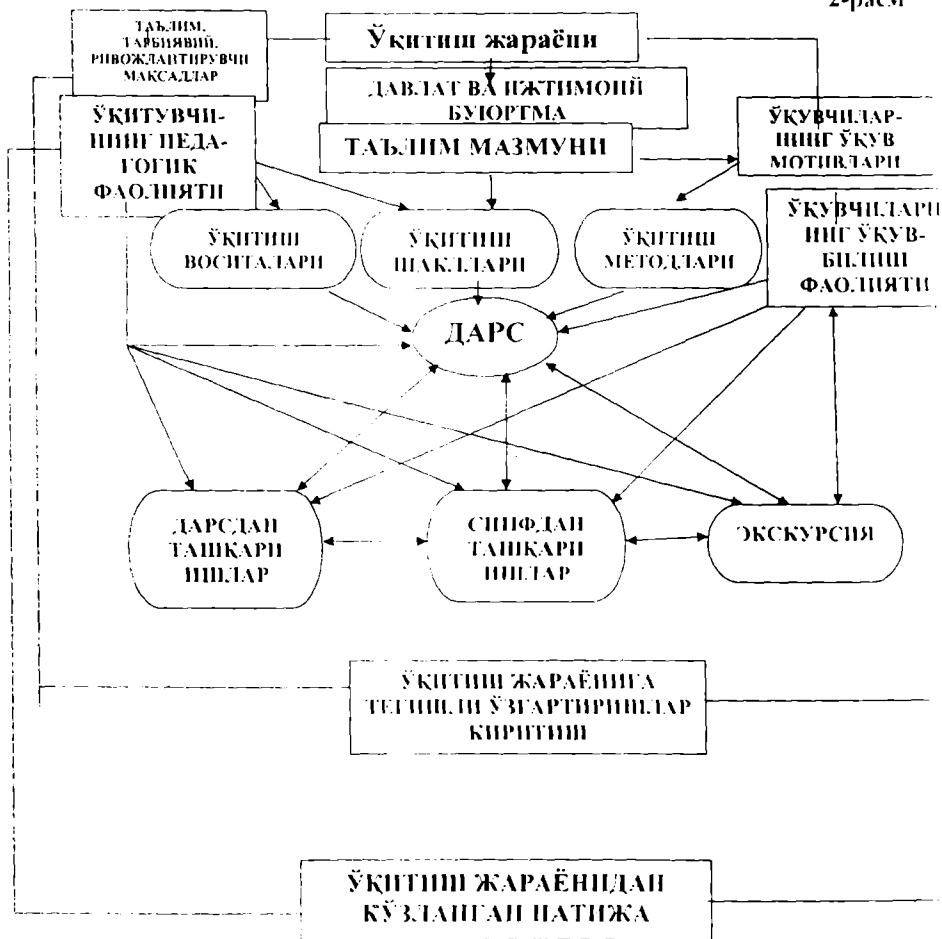 2-расм
ТАЪЛИМ,
ТАРБИЯВИЙ,
РИВОЖЛАНТИРУВЧИ
МАҚСАДЛАР
Ўқитиш жараёни
ДАВЛАТ ВА ИЖТИМОИЙ
БУЮРТМА
ЎҚИТУВЧИ-
НИНГ ПЕДА-
ГОГИК
ФАОЛИЯТИ
ТАЪЛИМ МАЗМУНИ
ЎҚУВЧИЛАР-
НИНГ ЎҚУВ
МОТИВЛАРИ
ЎҚИТИШ
ВОСИТАЛАРИ
ЎҚИТИШ
ШАКЛЛАРИ
ЎҚИТИШ
МЕТОДЛАРИ
ЎҚУВЧИЛАРН
ИНГ ЎҚУВ-
БИЛИШ
ФАОЛИЯТИ
ДАРС
ДАРСДАН
ТАШҚАРИ
ИШЛАР
СИНФДАН
ТАШҚАРИ
ИШЛАР
ЭКСКУРСИЯ
ЎҚИТИШ ЖАРАЁНИГА
ТЕГИШЛИ ЎЗГАРТИРИШЛАР
КИРИТИШ
ЎҚИТИШ ЖАРАЁНИДАН
КЎЗЛАНГАН НАТИЖА